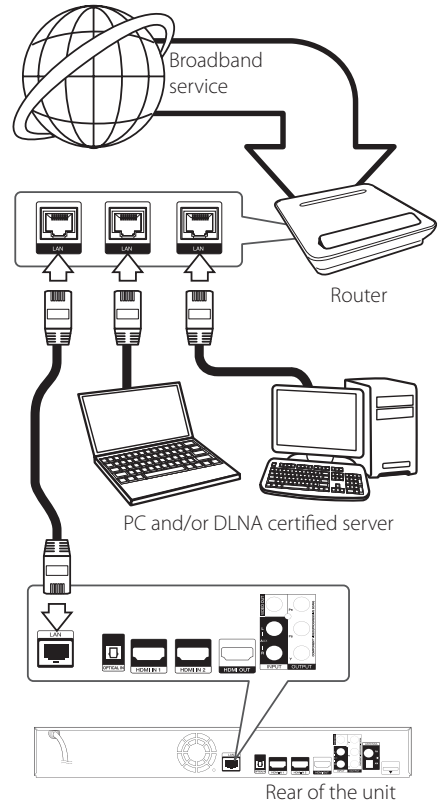 Broadband
service
LAN
LAN
LAN
Router
PC and/or DLNA certified server
LAN
OPTICAL IN
HDMI IN 1
HDMI IN 2
HDMI OUT
INPUT
OUTPUT
LAN
Rear of the unit